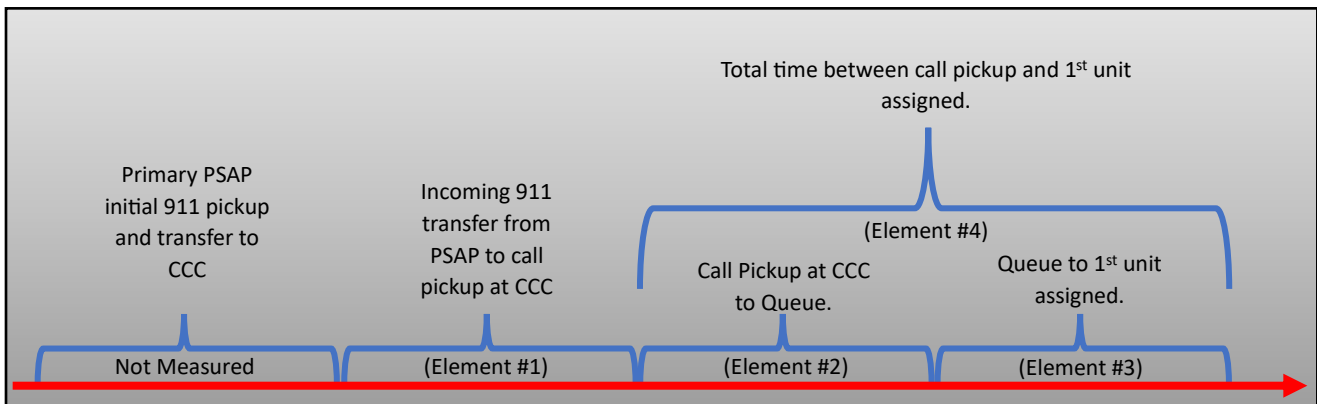 Total time between call pickup and 1st unit
assigned.
Primary PSAP
initial 911 pickup
and transfer to
CCC
Incoming 911
transfer from
PSAP to call
pickup at CCC
(Element #4)
Call Pickup at CCC
to Queue.
Queue to 1st unit
assigned.
Not Measured
(Element #1)
(Element #2)
(Element #3)